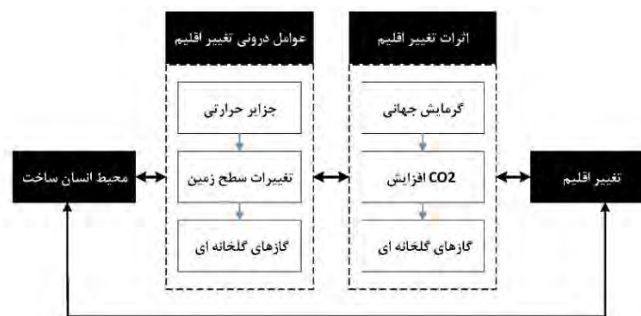 اثرات تغییر اقلیم
عوامل درونی تغییر اقلیم
گرمایش جهانی
جزایر حرارتی
تغییر اقلیم
افزایش CO2
تغییرات سطح زمین
محیط انسان ساخت
گازهای گلخانه ای
گازهای گلخانه ای